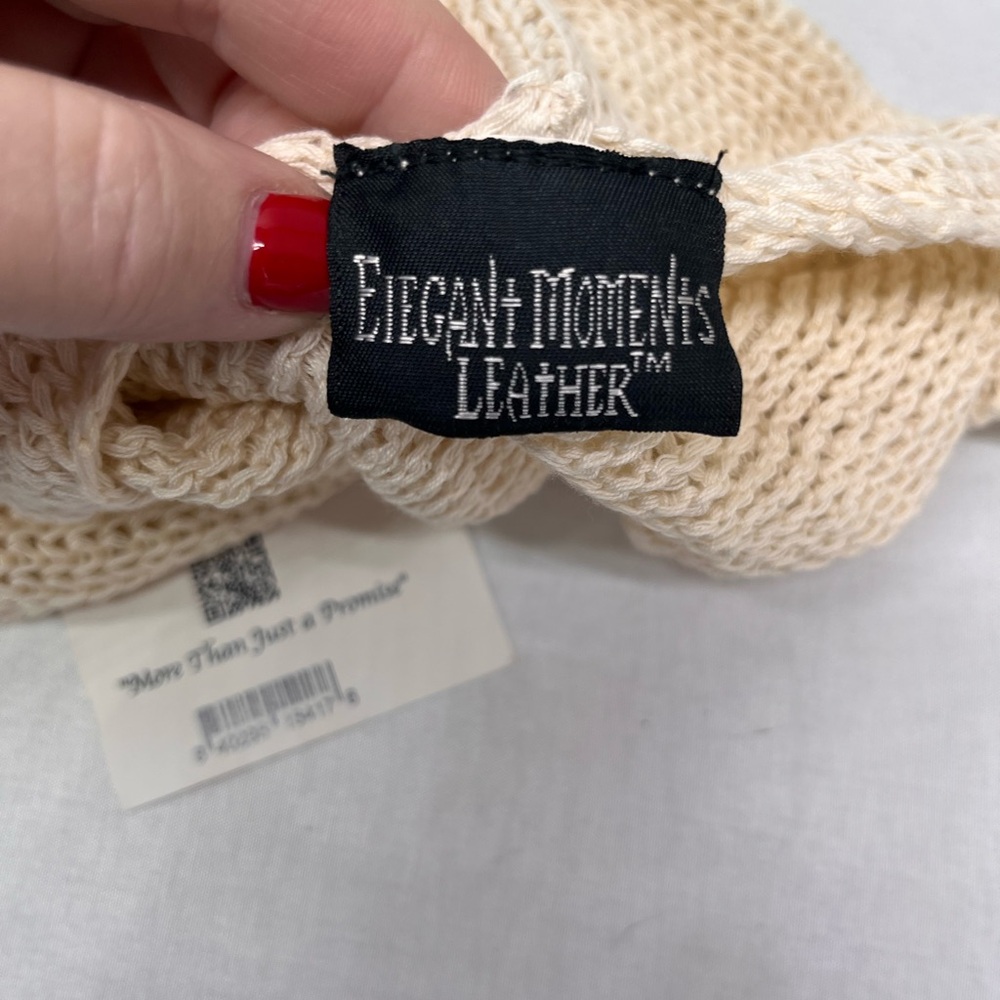 ELEGANT MOMENTS
LEATHER™
"More Than Just a Promise"